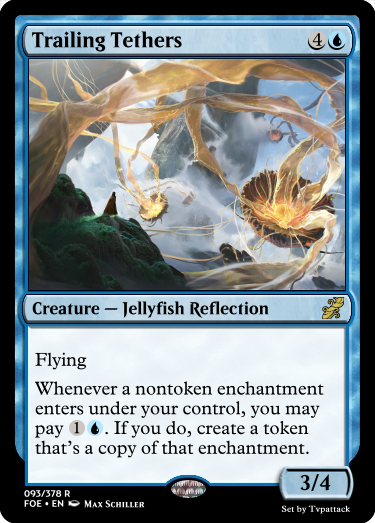 Trailing Tethers 4
Creature — Jellyfish Reflection
Flying
Whenever a nontoken enchantment
enters under your control, you may
pay 1 . If you do, create a token
that's a copy of that enchantment.
3/4
093/378 R
FOE • EN Max Schiller
Set by Tvpattack